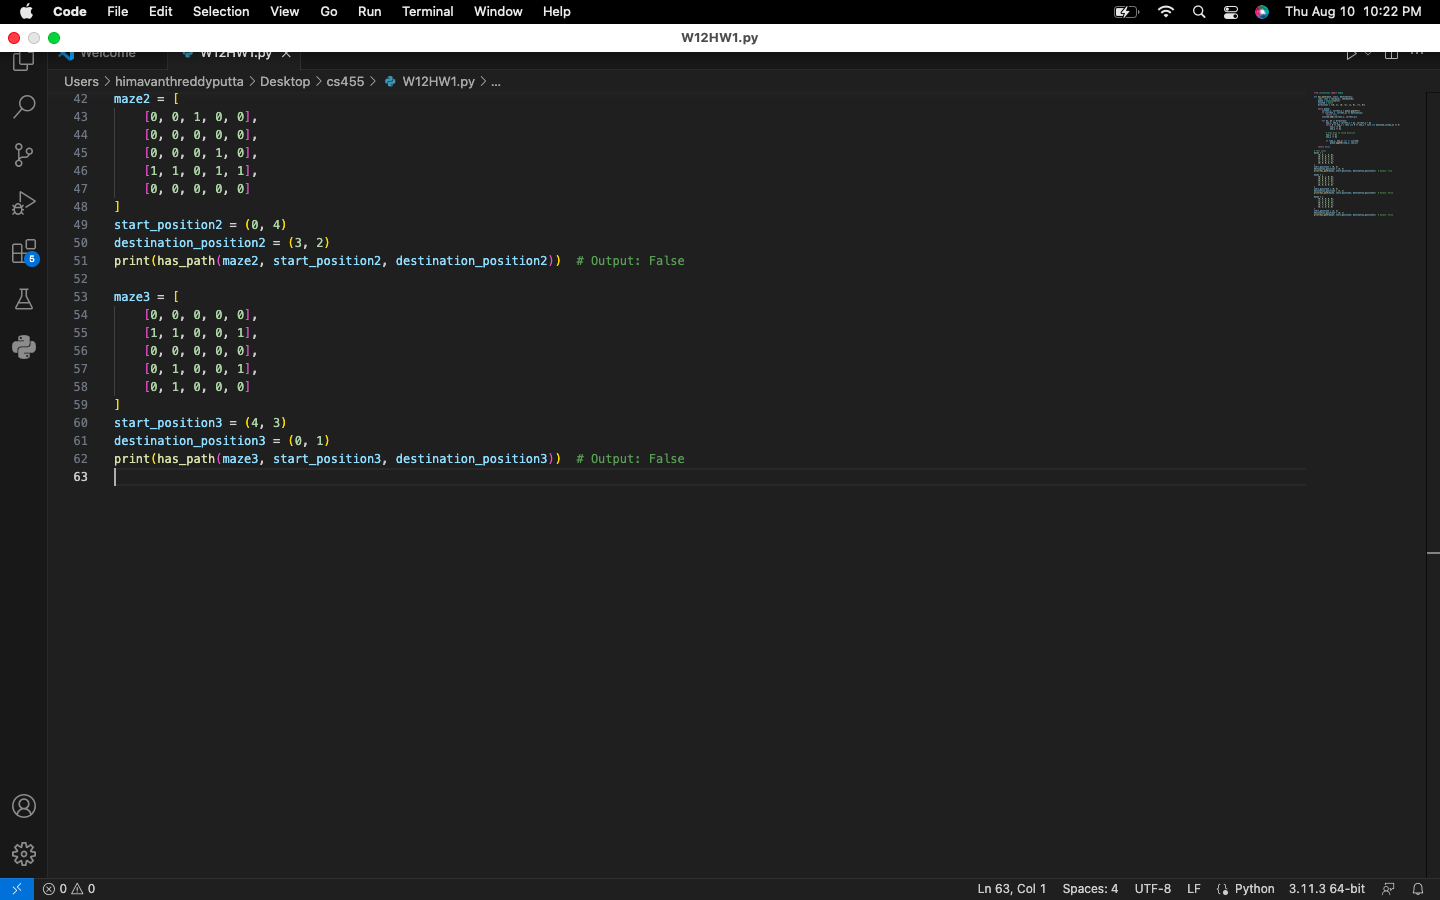 Code File Edit Selection View Go Run Terminal Window Help Thu Aug 10 10:22 PM
W12HW1.py
Welcome W12HW1.py
Users > himavanthreddyputta > Desktop > cs455 > W12HW1.py > ...
42 maze2 = [
43 [0, 0, 1, 0, 0],
44 [0, 0, 0, 0, 0],
45 [0, 0, 0, 1, 0],
46 [1, 1, 0, 1, 1],
47 [0, 0, 0, 0, 0]
48 ]
49 start_position2 = (0, 4)
50 destination_position2 = (3, 2)
51 print(has_path(maze2, start_position2, destination_position2)) # Output: False
52
53 maze3 = [
54 [0, 0, 0, 0, 0],
55 [1, 1, 0, 0, 1],
56 [0, 0, 0, 0, 0],
57 [0, 1, 0, 0, 1],
58 [0, 1, 0, 0, 0]
59 ]
60 start_position3 = (4, 3)
61 destination_position3 = (0, 1)
62 print(has_path(maze3, start_position3, destination_position3)) # Output: False
63
5
0 0 Ln 63, Col 1 Spaces: 4 UTF-8 LF Python 3.11.3 64-bit